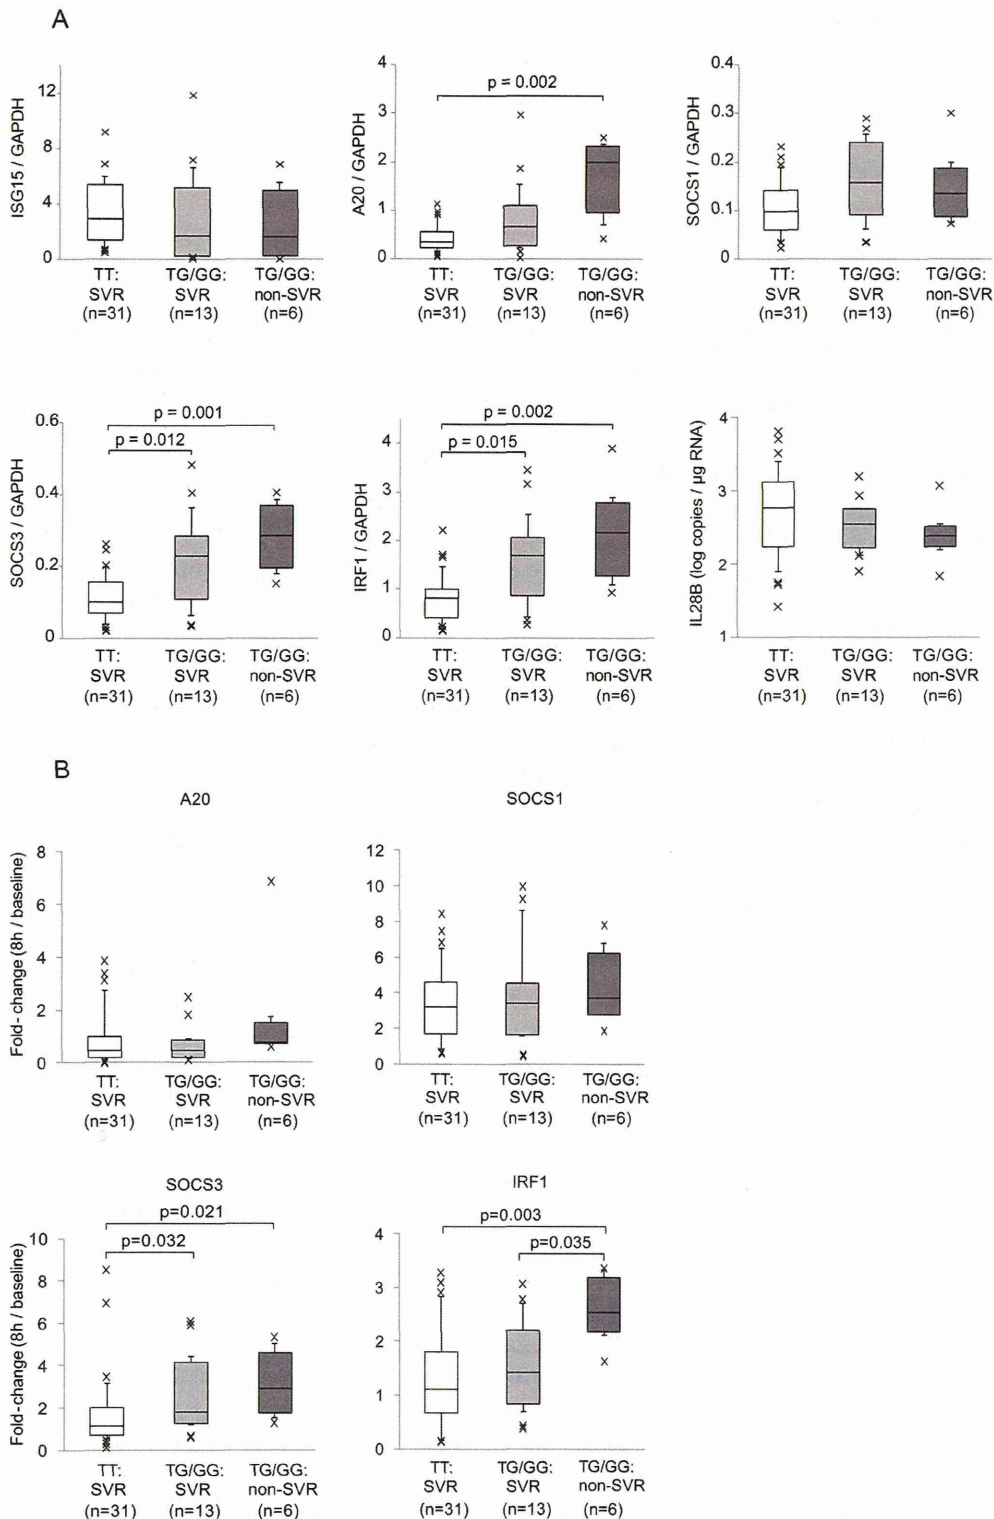 A
ISG15 / GAPDH
12
8
4
0
TT:
SVR
(n=31)
TG/GG:
SVR
(n=13)
TG/GG:
non-SVR
(n=6)
A20 / GAPDH
4
3
2
1
0
p = 0.002
TT:
SVR
(n=31)
TG/GG:
SVR
(n=13)
TG/GG:
non-SVR
(n=6)
SOCS1 / GAPDH
0.4
0.3
0.2
0.1
0
TT:
SVR
(n=31)
TG/GG:
SVR
(n=13)
TG/GG:
non-SVR
(n=6)
SOCS3 / GAPDH
0.6
0.4
0.2
0
p = 0.001
p = 0.012
TT:
SVR
(n=31)
TG/GG:
SVR
(n=13)
TG/GG:
non-SVR
(n=6)
IRF1 / GAPDH
4
3
2
1
0
p = 0.002
p = 0.015
TT:
SVR
(n=31)
TG/GG:
SVR
(n=13)
TG/GG:
non-SVR
(n=6)
IL28B (log copies / µg RNA)
4
3
2
1
TT:
SVR
(n=31)
TG/GG:
SVR
(n=13)
TG/GG:
non-SVR
(n=6)
B
A20
Fold-change (8h / baseline)
8
6
4
2
0
TT:
SVR
(n=31)
TG/GG:
SVR
(n=13)
TG/GG:
non-SVR
(n=6)
SOCS1
12
10
8
6
4
2
0
TT:
SVR
(n=31)
TG/GG:
SVR
(n=13)
TG/GG:
non-SVR
(n=6)
SOCS3
Fold-change (8h / baseline)
10
8
6
4
2
0
p=0.021
p=0.032
TT:
SVR
(n=31)
TG/GG:
SVR
(n=13)
TG/GG:
non-SVR
(n=6)
IRF1
4
3
2
1
0
p=0.003
p=0.035
TT:
SVR
(n=31)
TG/GG:
SVR
(n=13)
TG/GG:
non-SVR
(n=6)